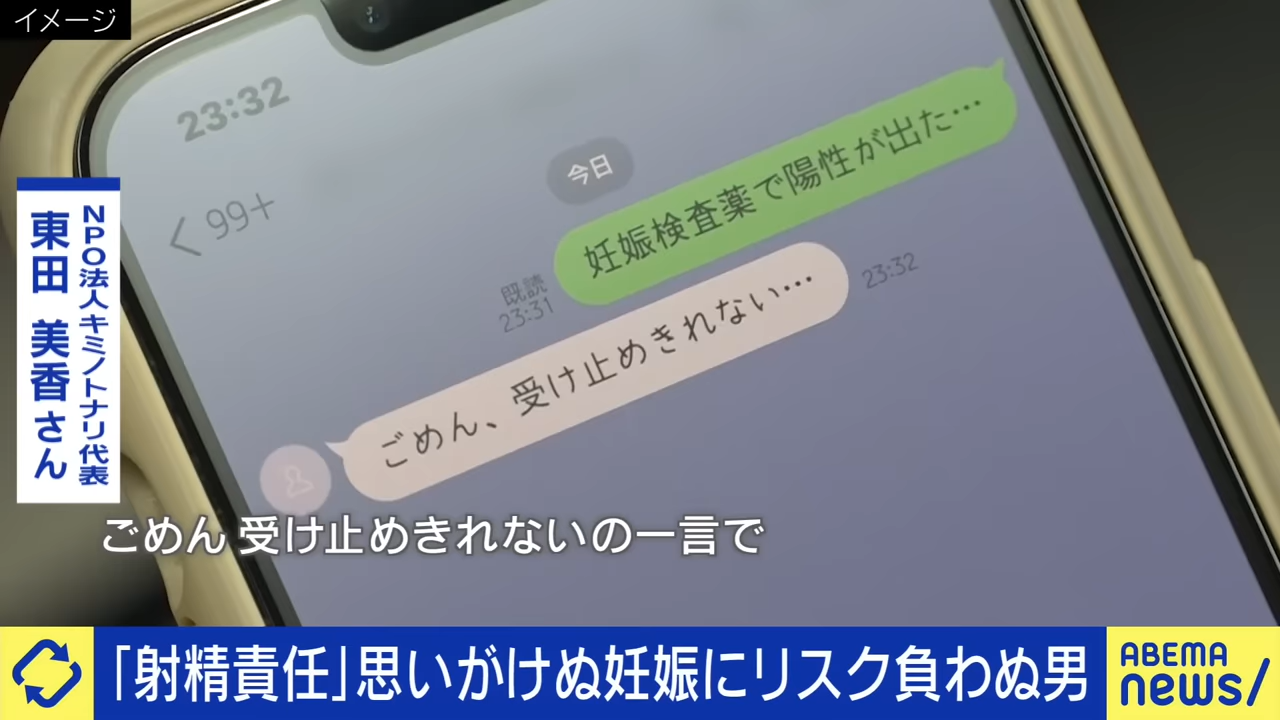 イメージ
23:32
99+
今日
妊娠検査薬で陽性が出た…
既読
23:31
ごめん、受け止めきれない…
23:32
NPO法人キミノトナリ代表
東田 美香さん
ごめん 受け止めきれないの一言で
「射精責任」思いがけぬ妊娠にリスク負わぬ男
ABEMA
news/